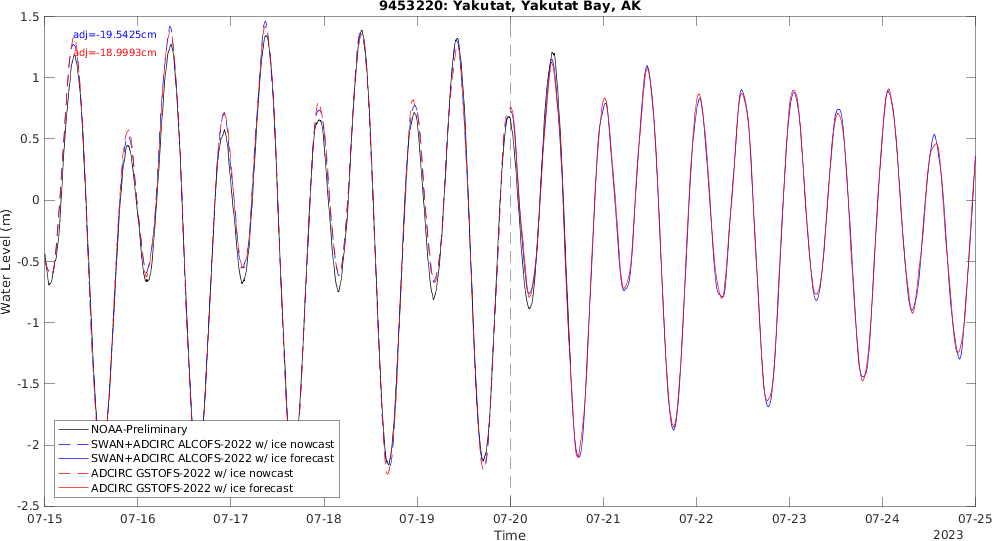 9453220: Yakutat, Yakutat Bay, AK
1.5
adj=-19.5425cm
adj=-18.9993cm
1
0.5
0
-0.5
-1
-1.5
-2
-2.5
Water Level (m)
NOAA-Preliminary
SWAN+ADCIRC ALCOFS-2022 w/ ice nowcast
SWAN+ADCIRC ALCOFS-2022 w/ ice forecast
ADCIRC GSTOFS-2022 w/ ice nowcast
ADCIRC GSTOFS-2022 w/ ice forecast
07-15 07-16 07-17 07-18 07-19 07-20 07-21 07-22 07-23 07-24 07-25
Time
2023